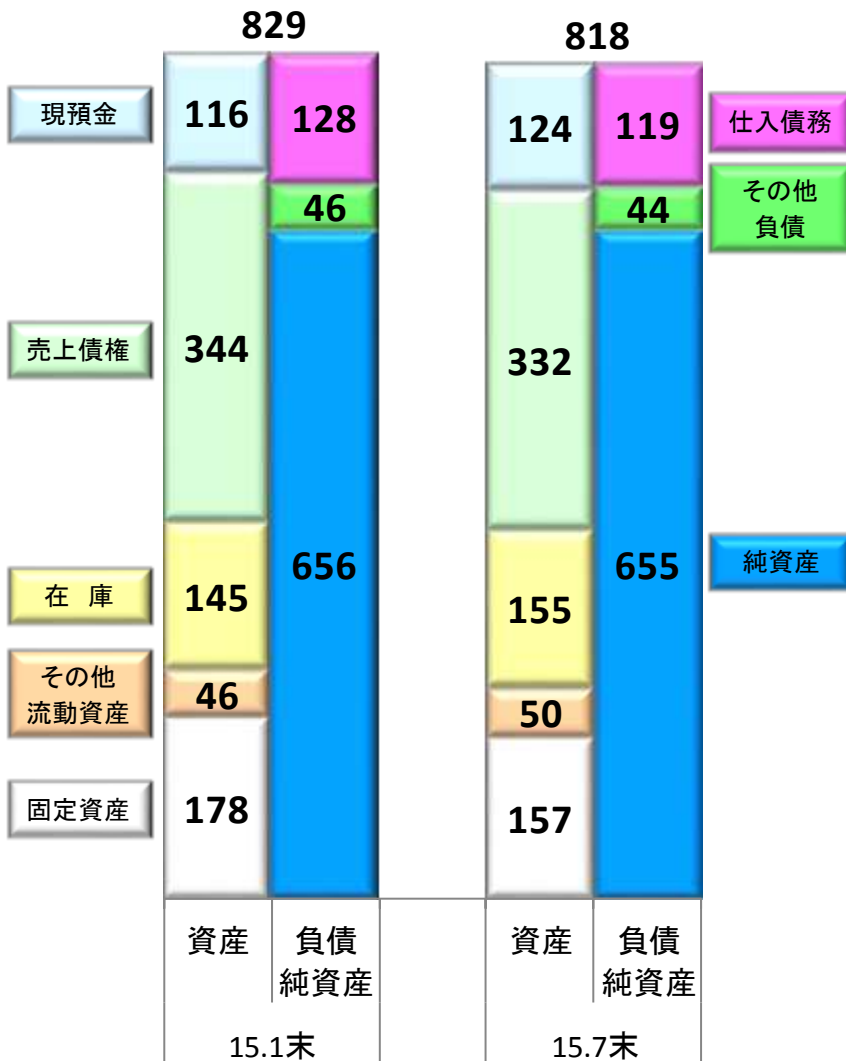 829
818
現預金
116
128
124
119
仕入債務
46
44
その他
負債
売上債権
344
332
656
655
純資産
在 庫
145
155
その他
流動資産
46
50
固定資産
178
157
資産
負債
純資産
資産
負債
純資産
15.1末
15.7末